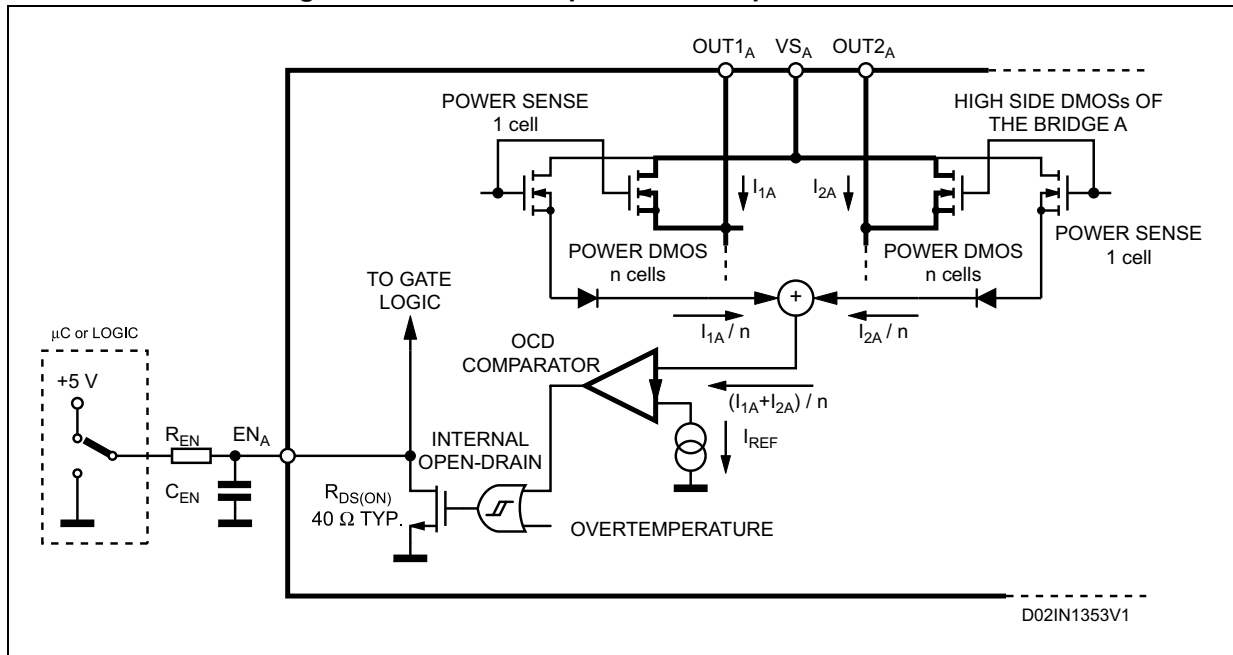 OUT1A VSA OUT2A
POWER SENSE
1 cell
HIGH SIDE DMOSs OF
THE BRIDGE A
I1A I2A
POWER DMOS
n cells
POWER DMOS
n cells
POWER SENSE
1 cell
TO GATE
LOGIC
+
I1A / n I2A / n
μC or LOGIC
OCD
COMPARATOR
+5 V
(I1A+I2A) / n
REN ENA
INTERNAL
OPEN-DRAIN
IREF
CEN
RDS(ON)
40 Ω TYP.
OVERTEMPERATURE
D02IN1353V1